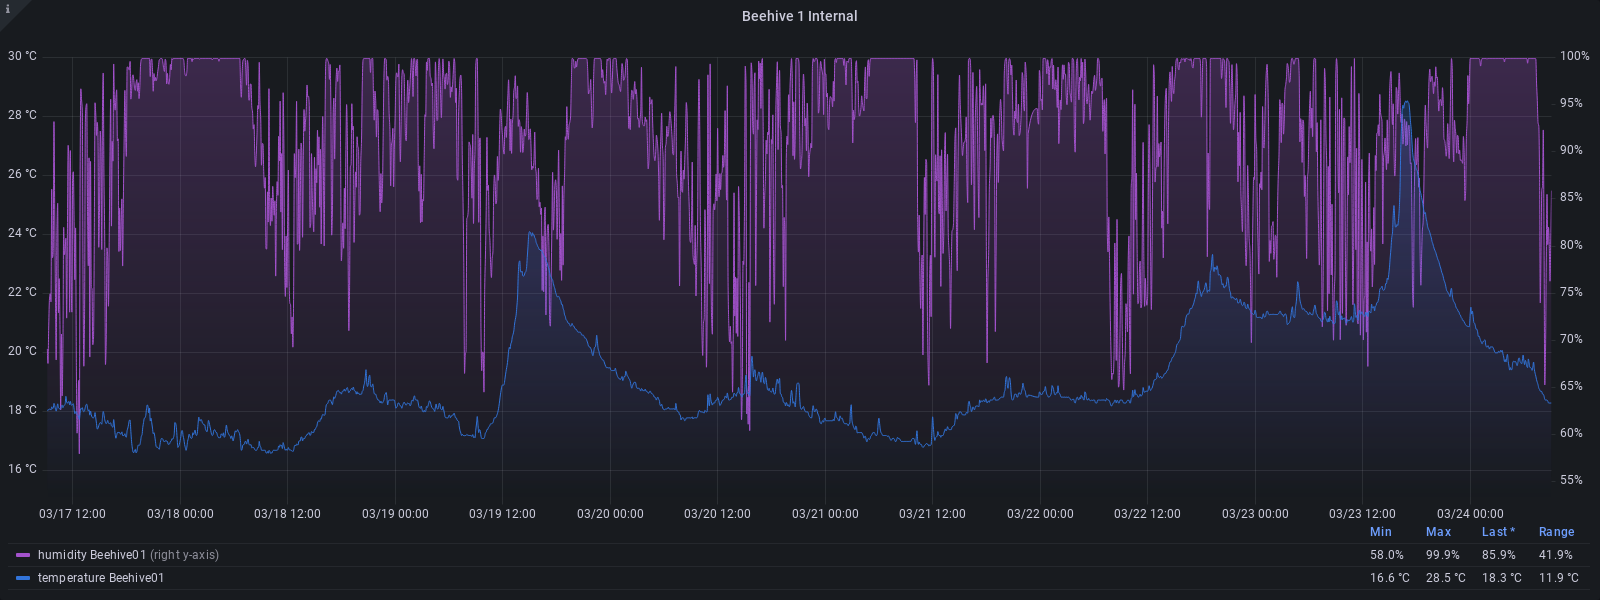 i
Beehive 1 Internal
30 °C
28 °C
26 °C
24 °C
22 °C
20 °C
18 °C
16 °C
100%
95%
90%
85%
80%
75%
70%
65%
60%
55%
03/17 12:00 03/18 00:00 03/18 12:00 03/19 00:00 03/19 12:00 03/20 00:00 03/20 12:00 03/21 00:00 03/21 12:00 03/22 00:00 03/22 12:00 03/23 00:00 03/23 12:00 03/24 00:00
Min Max Last * Range
humidity Beehive01 (right y-axis) 58.0% 99.9% 85.9% 41.9%
temperature Beehive01 16.6 °C 28.5 °C 18.3 °C 11.9 °C